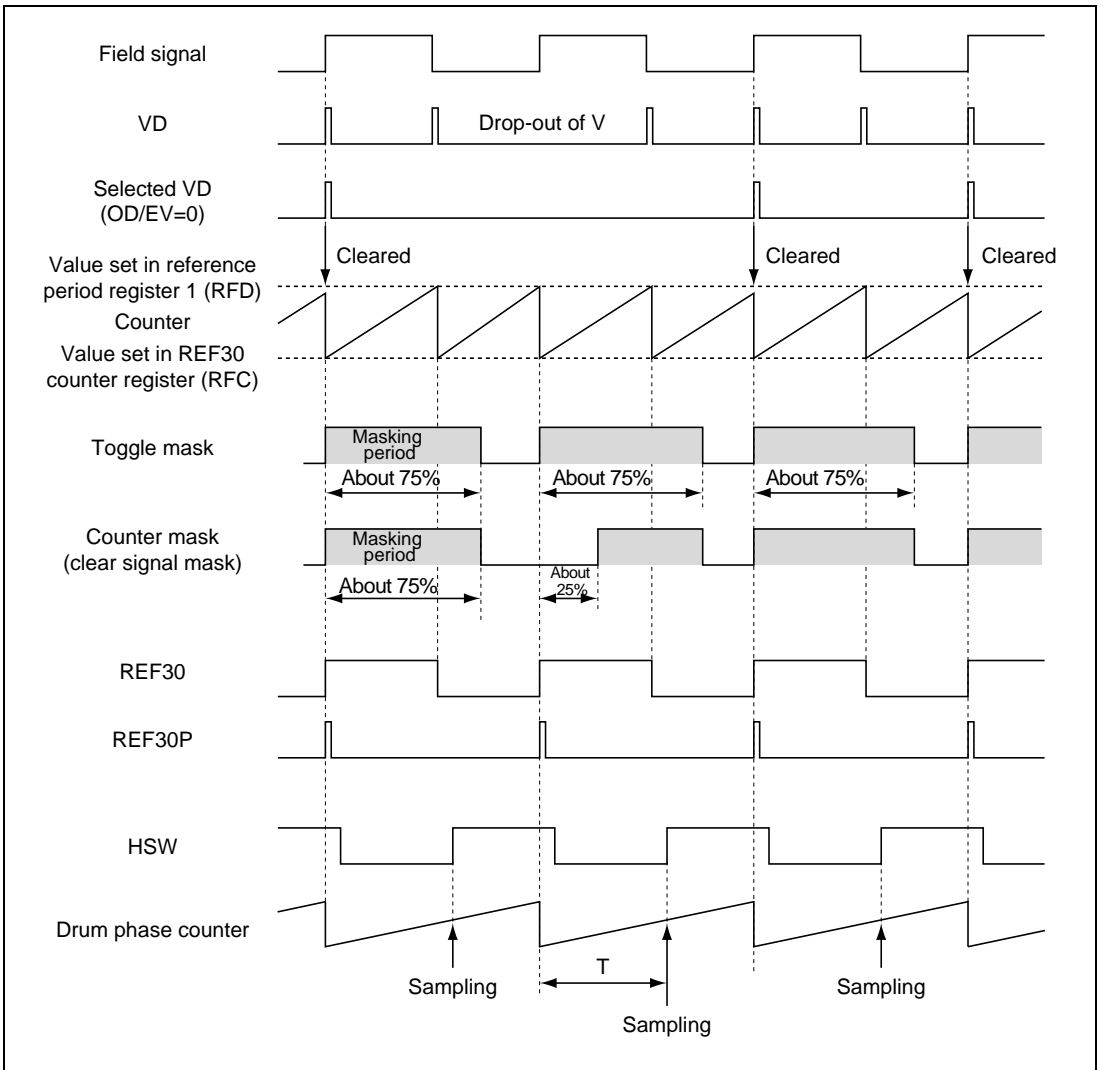 Field signal
VD
Drop-out of V
Selected VD
(OD/EV=0)
Cleared
Cleared
Cleared
Value set in reference
period register 1 (RFD)
Counter
Value set in REF30
counter register (RFC)
Toggle mask
Masking
period
About 75%
About 75%
About 75%
Counter mask
(clear signal mask)
Masking
period
About 75%
About
25%
REF30
REF30P
HSW
Drum phase counter
Sampling
T
Sampling
Sampling